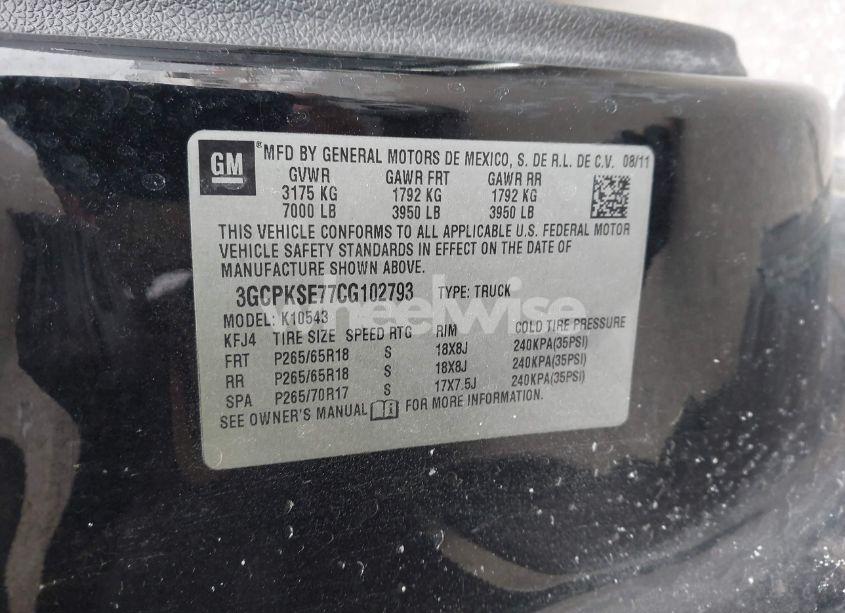 GM ® MFD BY GENERAL MOTORS DE MEXICO, S. DE R.L. DE C.V. 08/11
GVWR GAWR FRT GAWR RR
3175 KG 1792 KG 1792 KG
7000 LB 3950 LB 3950 LB
THIS VEHICLE CONFORMS TO ALL APPLICABLE U.S. FEDERAL MOTOR
VEHICLE SAFETY STANDARDS IN EFFECT ON THE DATE OF
MANUFACTURE SHOWN ABOVE.
3GCPKSE77CG102793 TYPE: TRUCK
wheelwise
MODEL: K10543
KFJ4 TIRE SIZE SPEED RTG RIM COLD TIRE PRESSURE
FRT P265/65R18 S 18X8J 240KPA(35PSI)
RR P265/65R18 S 18X8J 240KPA(35PSI)
SPA P265/70R17 S 17X7.5J 240KPA(35PSI)
SEE OWNER'S MANUAL FOR MORE INFORMATION.